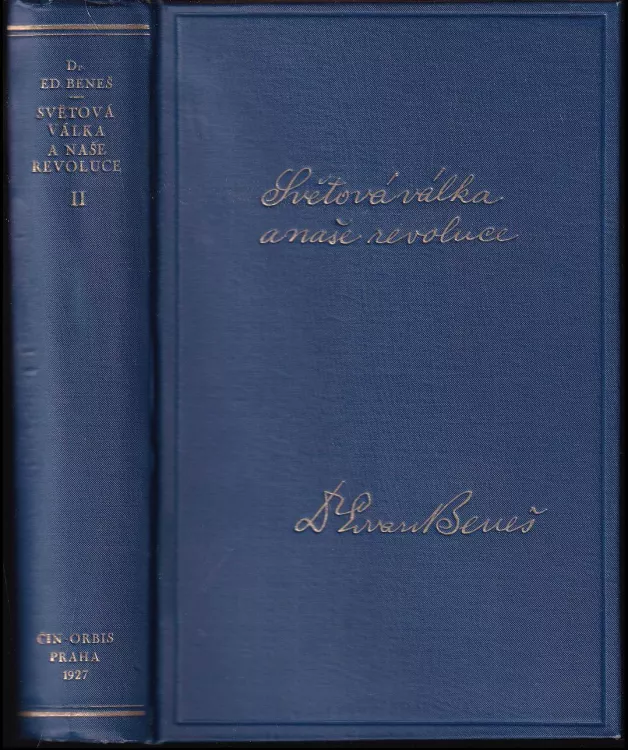 Dr
ED BENEŠ
SVĚTOVÁ
VÁLKA
A NAŠE
REVOLUCE
II
ČIN-ORBIS
PRAHA
1927
Světová válka
a naše revoluce
Dr Edvard Beneš